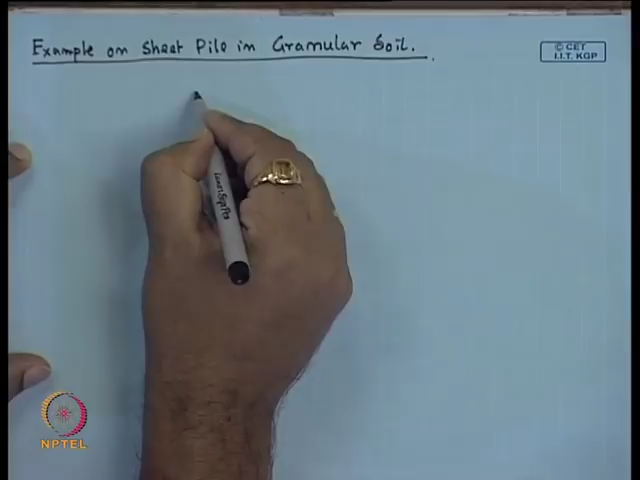 Example on Sheet Pile in Granular Soil.
© CET
I.I.T. KGP
NPTEL